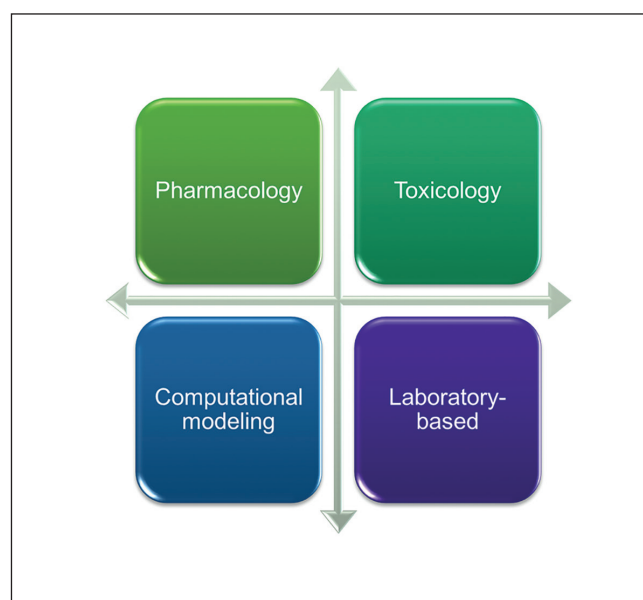 Pharmacology
Toxicology
Computational
modeling
Laboratory-
based